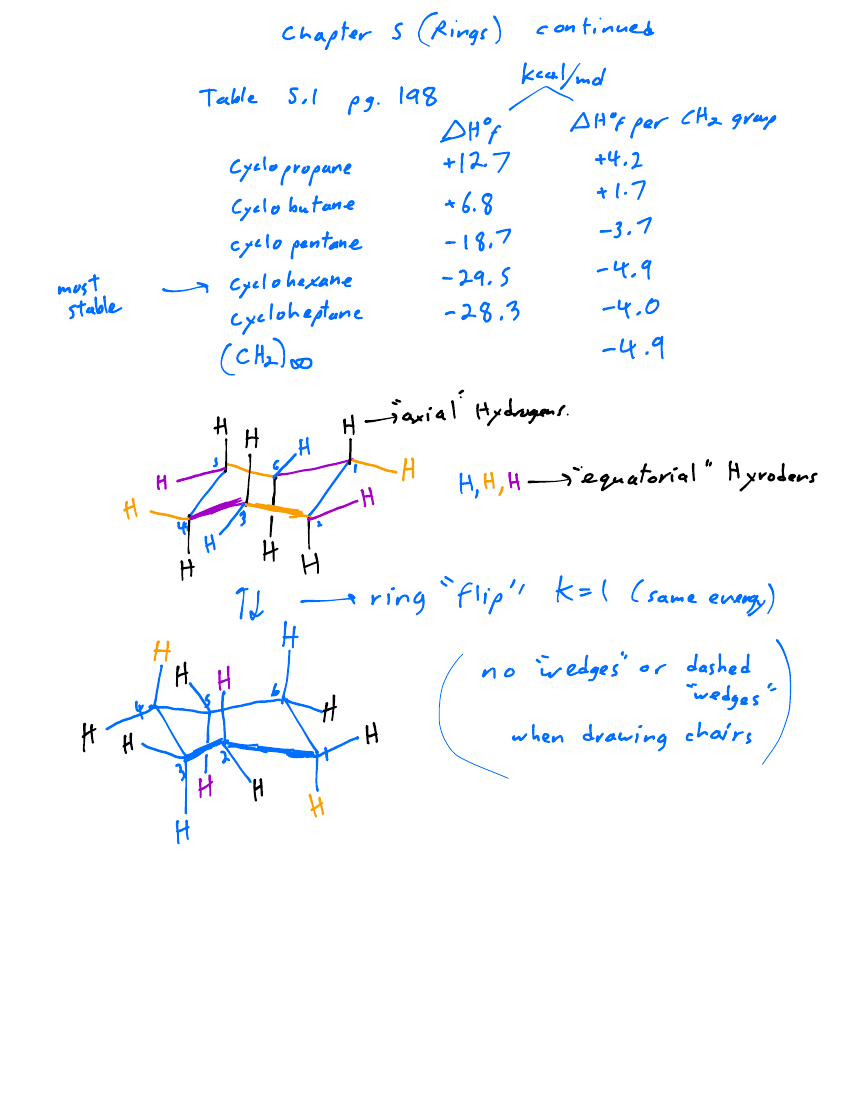 Chapter 5 (Rings) continued
Table 5.1 pg. 198 kcal/mol
ΔH°f ΔH°f per CH2 group
Cyclopropane +12.7 +4.2
Cyclobutane +6.8 +1.7
cyclopentane -18.7 -3.7
most stable → cyclohexane -29.5 -4.9
cycloheptane -28.3 -4.0
(CH2)∞ -4.9
H H H H → "axial" Hydrogens.
H 5 6 1 H
H, H, H → "equatorial" Hyrodens
H 4 3 2 H
H H H H
↑↓ → ring "flip" k=1 (same energy)
H H
H H
4 5 6 H
H H 3 2 1 H
H H H
H
(no "wedges" or dashed
"wedges"
when drawing chairs)